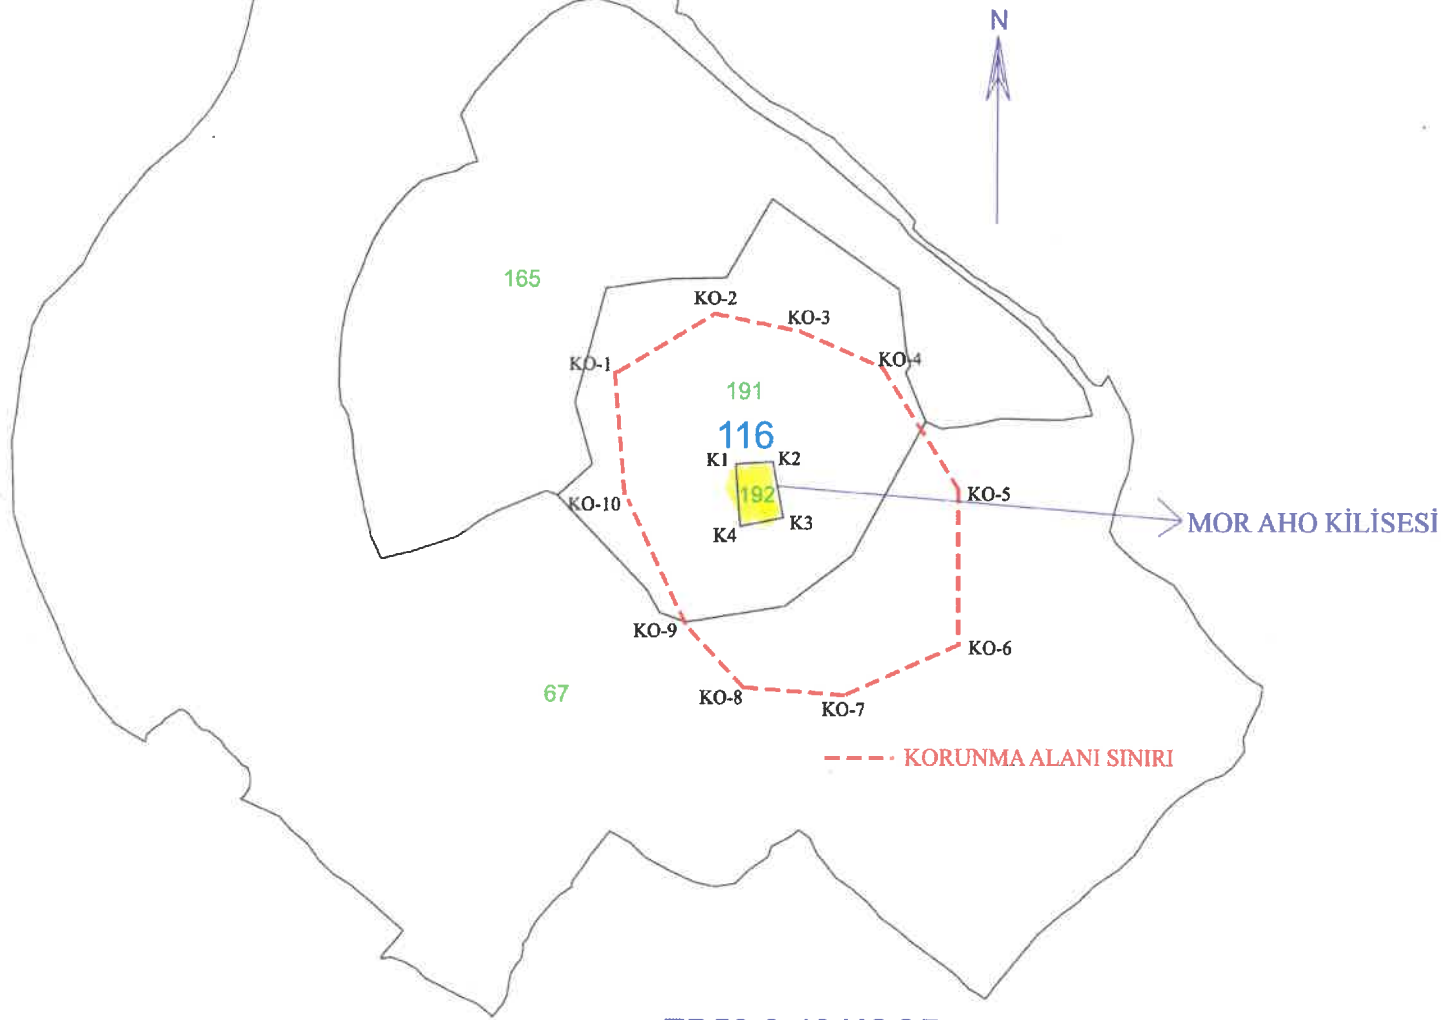 N
165
KO-2
KO-3
KO-1
KO-4
191
116
K1
K2
192
KO-5
KO-10
K3
K4
MOR AHO KİLİSESİ
KO-9
KO-6
67
KO-8
KO-7
KORUNMA ALANI SINIRI